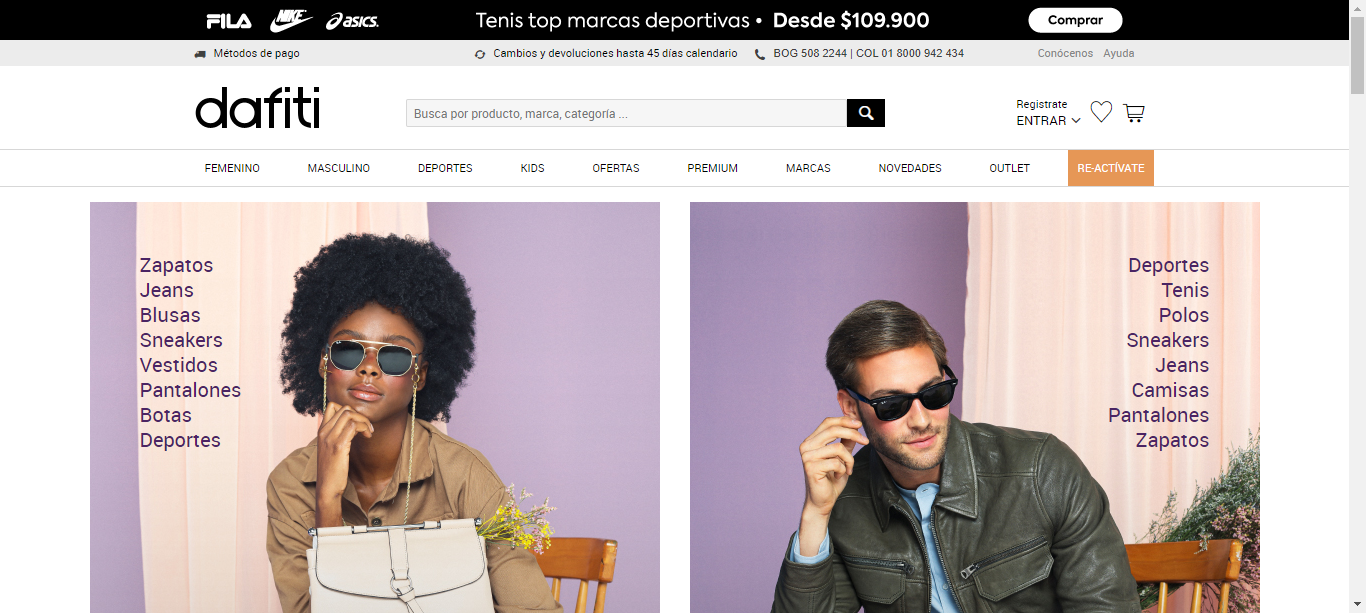 FILA NIKE asics. Tenis top marcas deportivas • Desde $109.900 Comprar
Métodos de pago Cambios y devoluciones hasta 45 días calendario BOG 508 2244 | COL 01 8000 942 434 Conócenos Ayuda
dafiti
Busca por producto, marca, categoría ...
Registrate
ENTRAR
FEMENINO MASCULINO DEPORTES KIDS OFERTAS PREMIUM MARCAS NOVEDADES OUTLET RE-ACTÍVATE
Zapatos
Jeans
Blusas
Sneakers
Vestidos
Pantalones
Botas
Deportes
Deportes
Tenis
Polos
Sneakers
Jeans
Camisas
Pantalones
Zapatos